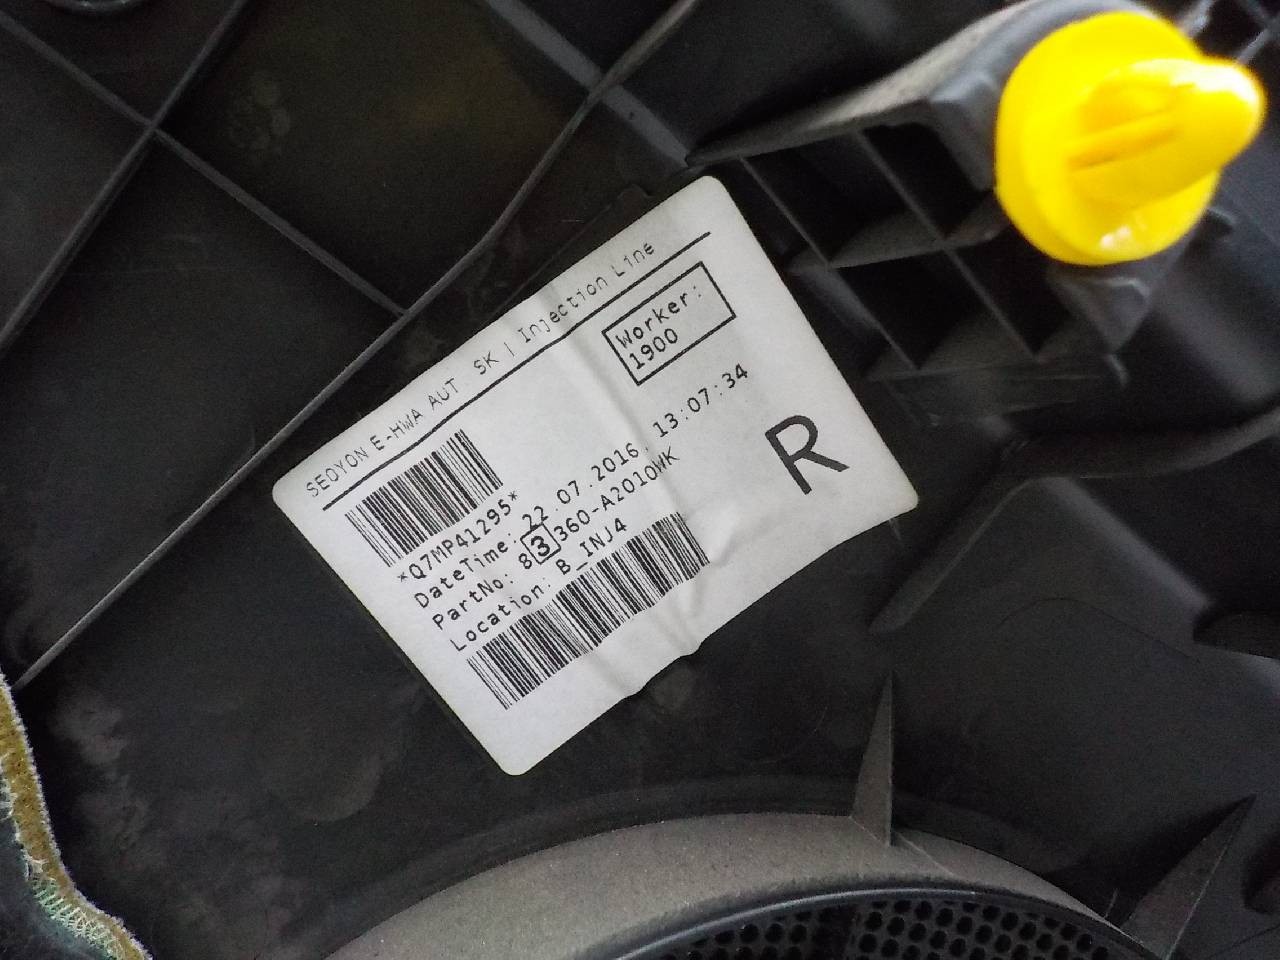 SEOYON E-HWA AUT. SK | Injection Line
Worker:
1900
*Q7MP41295*
DateTime: 22.07.2016, 13:07:34
PartNo: 83360-A2010WK
Location: B_INJ4
R